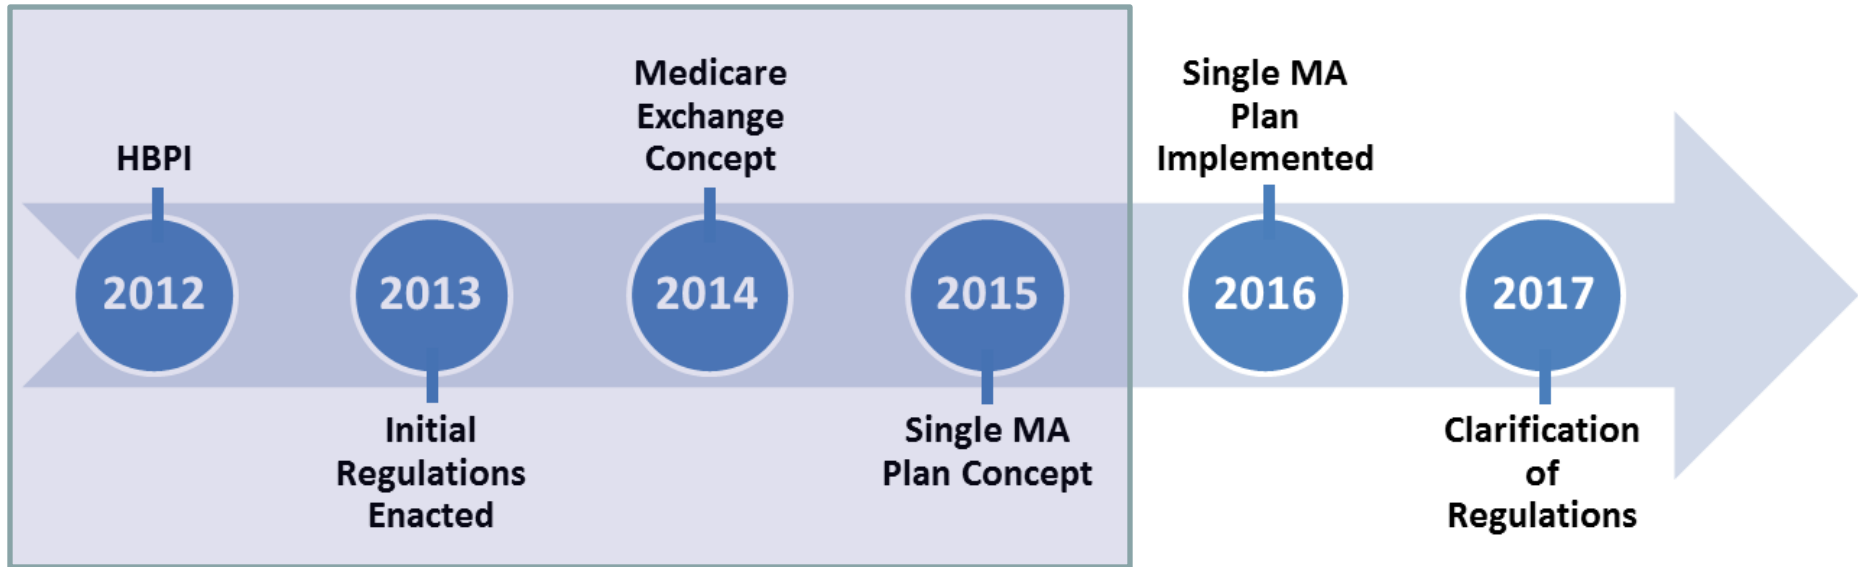 HBPI
2012
2013
Initial
Regulations
Enacted
Medicare
Exchange
Concept
2014
2015
Single MA
Plan Concept
Single MA
Plan
Implemented
2016
2017
Clarification
of
Regulations